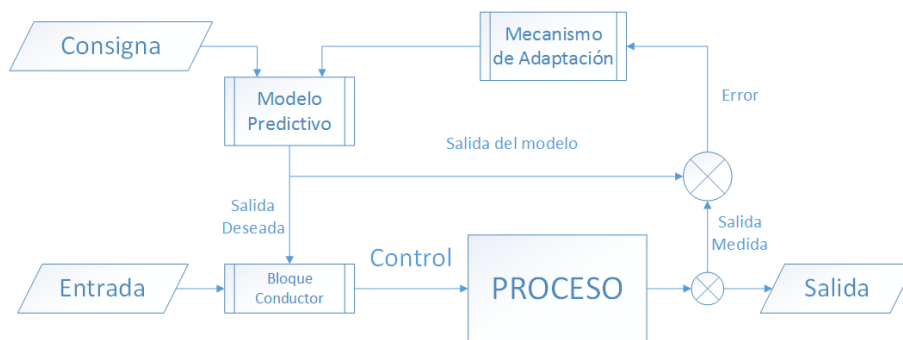 Consigna
Mecanismo
de Adaptación
Modelo
Predictivo
Error
Salida del modelo
Salida
Deseada
Salida
Medida
Entrada
Bloque
Conductor
Control
PROCESO
Salida